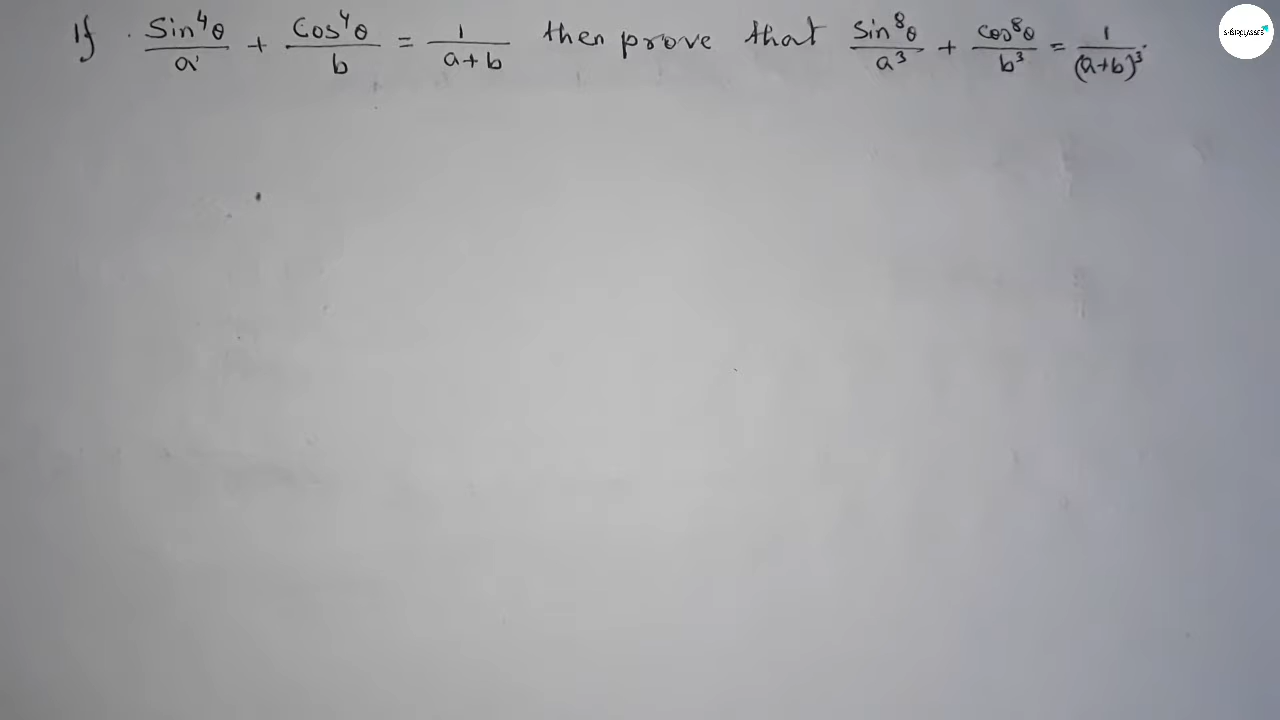 If sin⁴θ/a + cos⁴θ/b = 1/(a+b) then prove that sin⁸θ/a³ + cos⁸θ/b³ = 1/(a+b)³